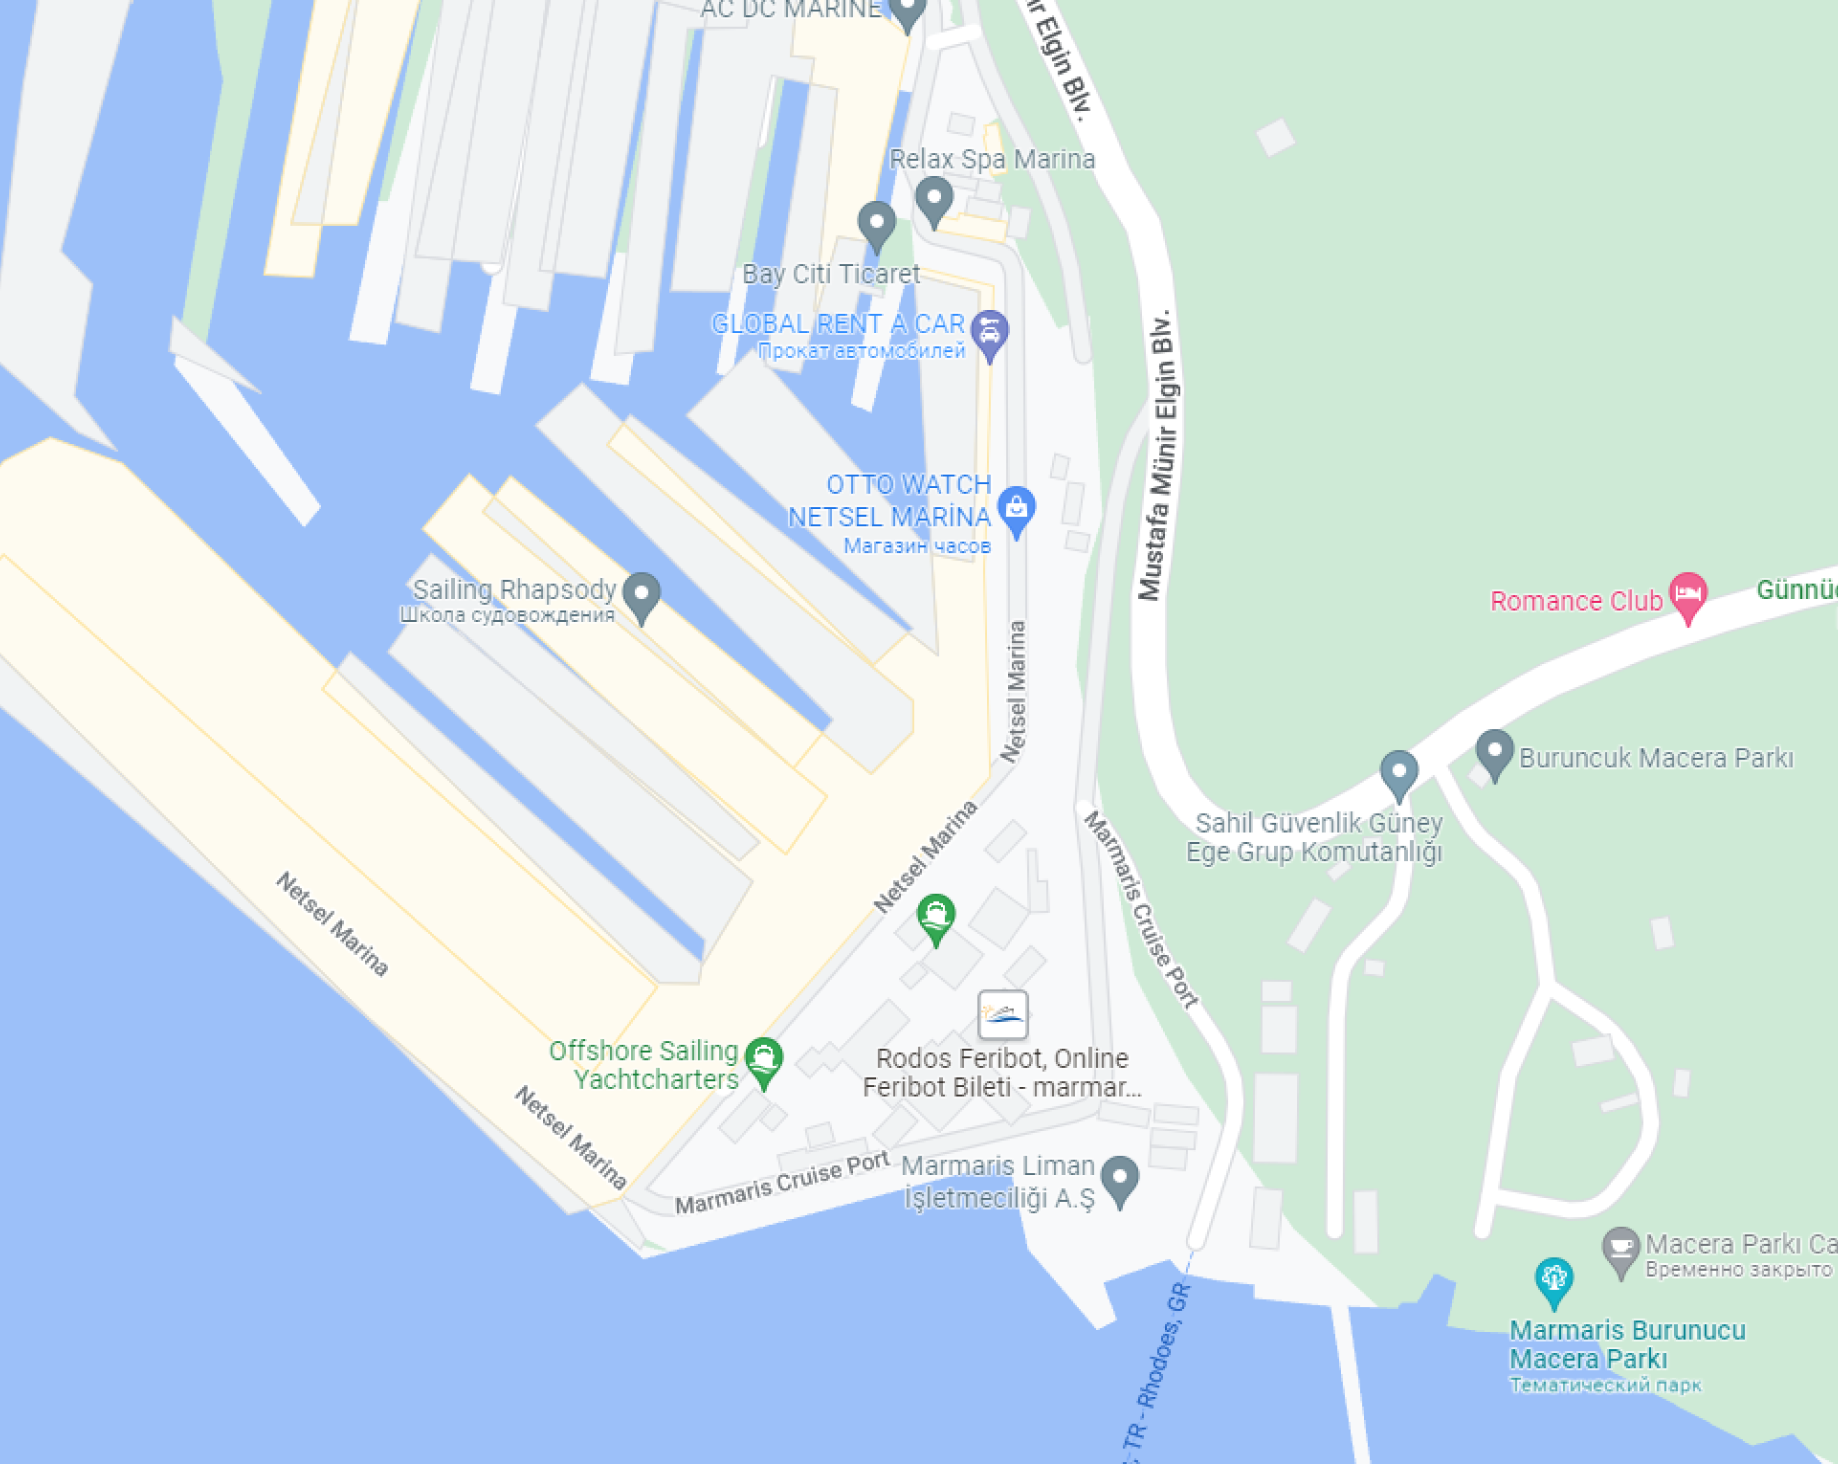 AC DC MARINE
ir Elgin Blv.
Relax Spa Marina
Bay Citi Ticaret
GLOBAL RENT A CAR
Прокат автомобилей
Mustafa Münir Elgin Blv.
OTTO WATCH
NETSEL MARİNA
Магазин часов
Sailing Rhapsody
Школа судовождения
Netsel Marina
Romance Club
Günnüc
Buruncuk Macera Parkı
Sahil Güvenlik Güney
Ege Grup Komutanlığı
Netsel Marina
Marmaris Cruise Port
Netsel Marina
Offshore Sailing
Yachtcharters
Rodos Feribot, Online
Feribot Bileti - marmar...
Netsel Marina
Marmaris Cruise Port
Marmaris Liman
İşletmeciliği A.Ş
Macera Parkı Ca
Временно закрыто
TR - Rhodoes, GR
Marmaris Burunucu
Macera Parkı
Тематический парк